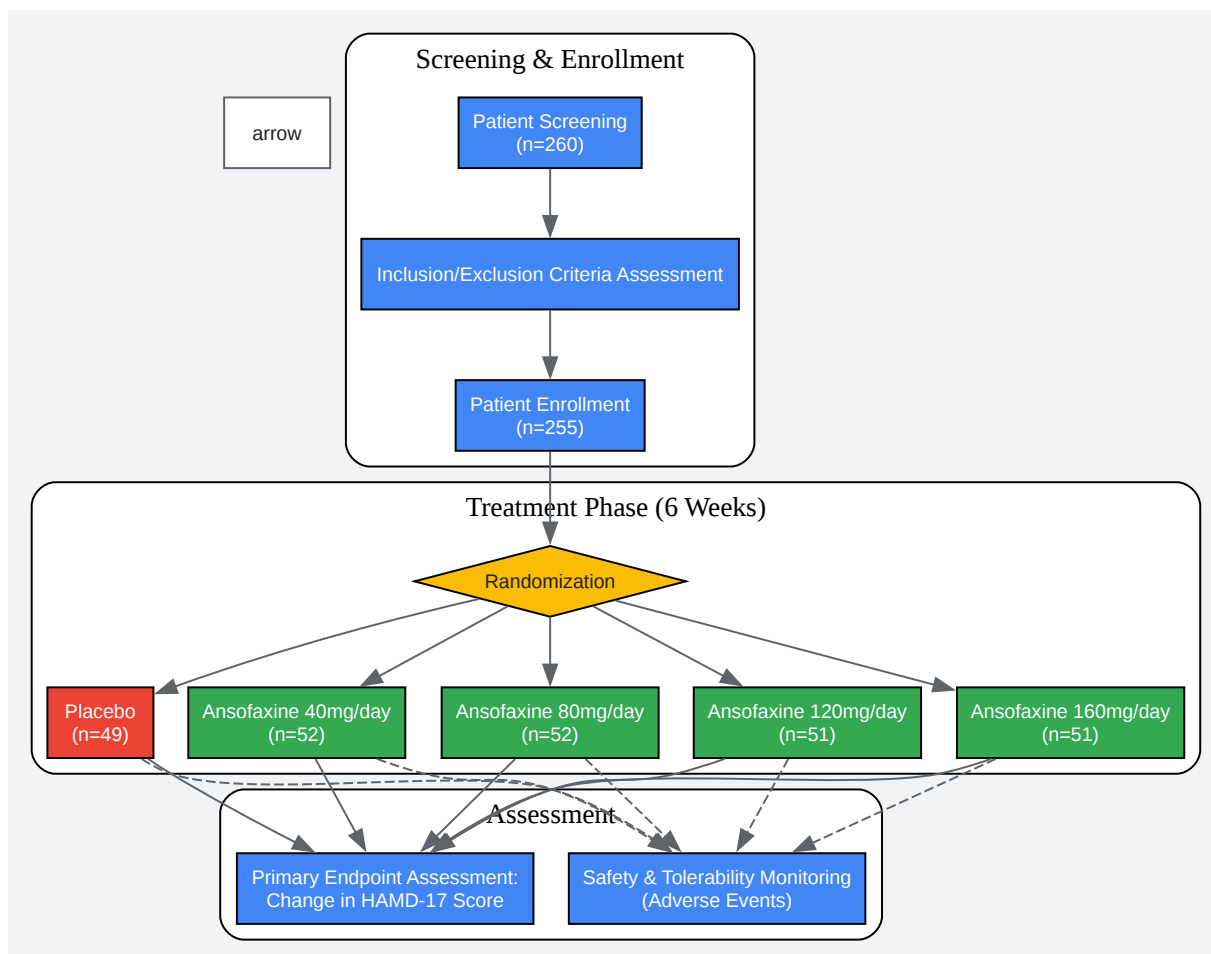 Screening & Enrollment
arrow
Patient Screening
(n=260)
Inclusion/Exclusion Criteria Assessment
Patient Enrollment
(n=255)
Treatment Phase (6 Weeks)
Randomization
Placebo
(n=49)
Ansofaxine 40mg/day
(n=52)
Ansofaxine 80mg/day
(n=52)
Ansofaxine 120mg/day
(n=51)
Ansofaxine 160mg/day
(n=51)
Assessment
Primary Endpoint Assessment:
Change in HAMD-17 Score
Safety & Tolerability Monitoring
(Adverse Events)